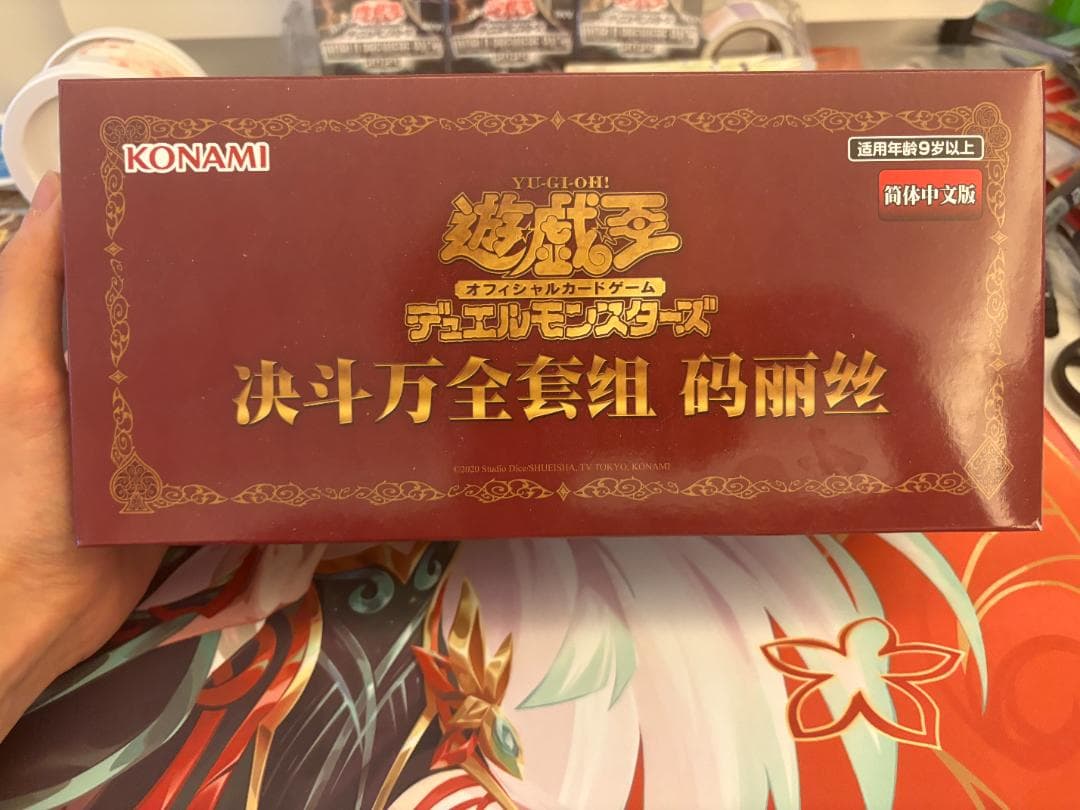 KONAMI
适用年龄9岁以上
简体中文版
YU-GI-OH!
遊戯王
オフィシャルカードゲーム
デュエルモンスターズ
决斗万全套组 码丽丝
©2020 Studio Dice/SHUEISHA, TV TOKYO, KONAMI